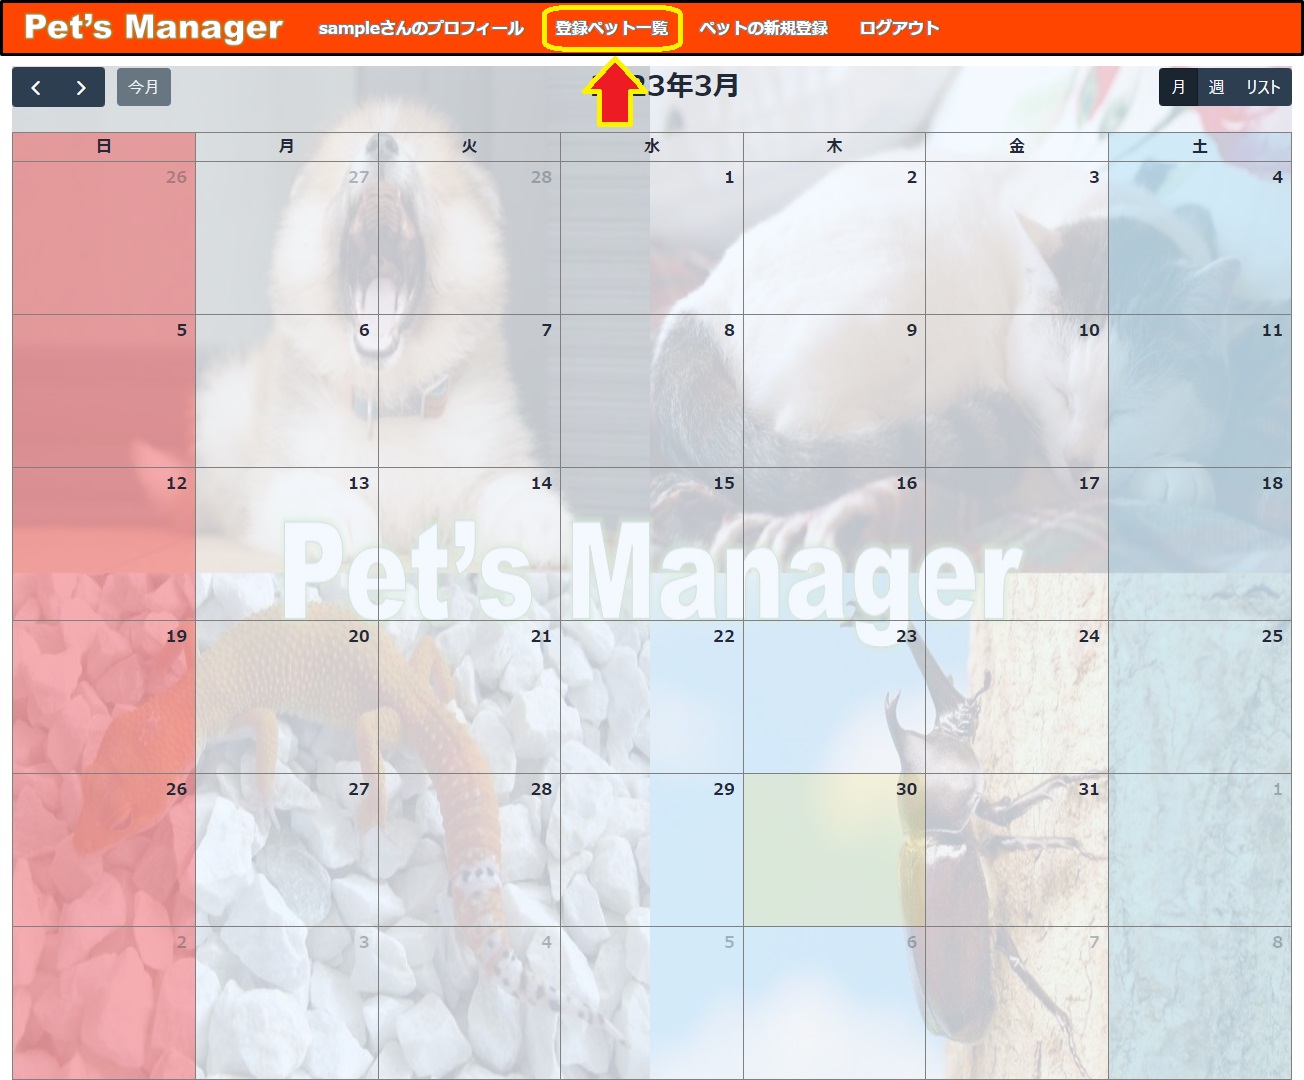 Pet's Manager sampleさんのプロフィール 登録ペット一覧 ペットの新規登録 ログアウト
今月 23年3月 月 週 リスト
日 月 火 水 木 金 土
26 27 28 1 2 3 4
5 6 7 8 9 10 11
12 13 14 15 16 17 18
Pet's Manager
19 20 21 22 23 24 25
26 27 28 29 30 31 1
2 3 4 5 6 7 8